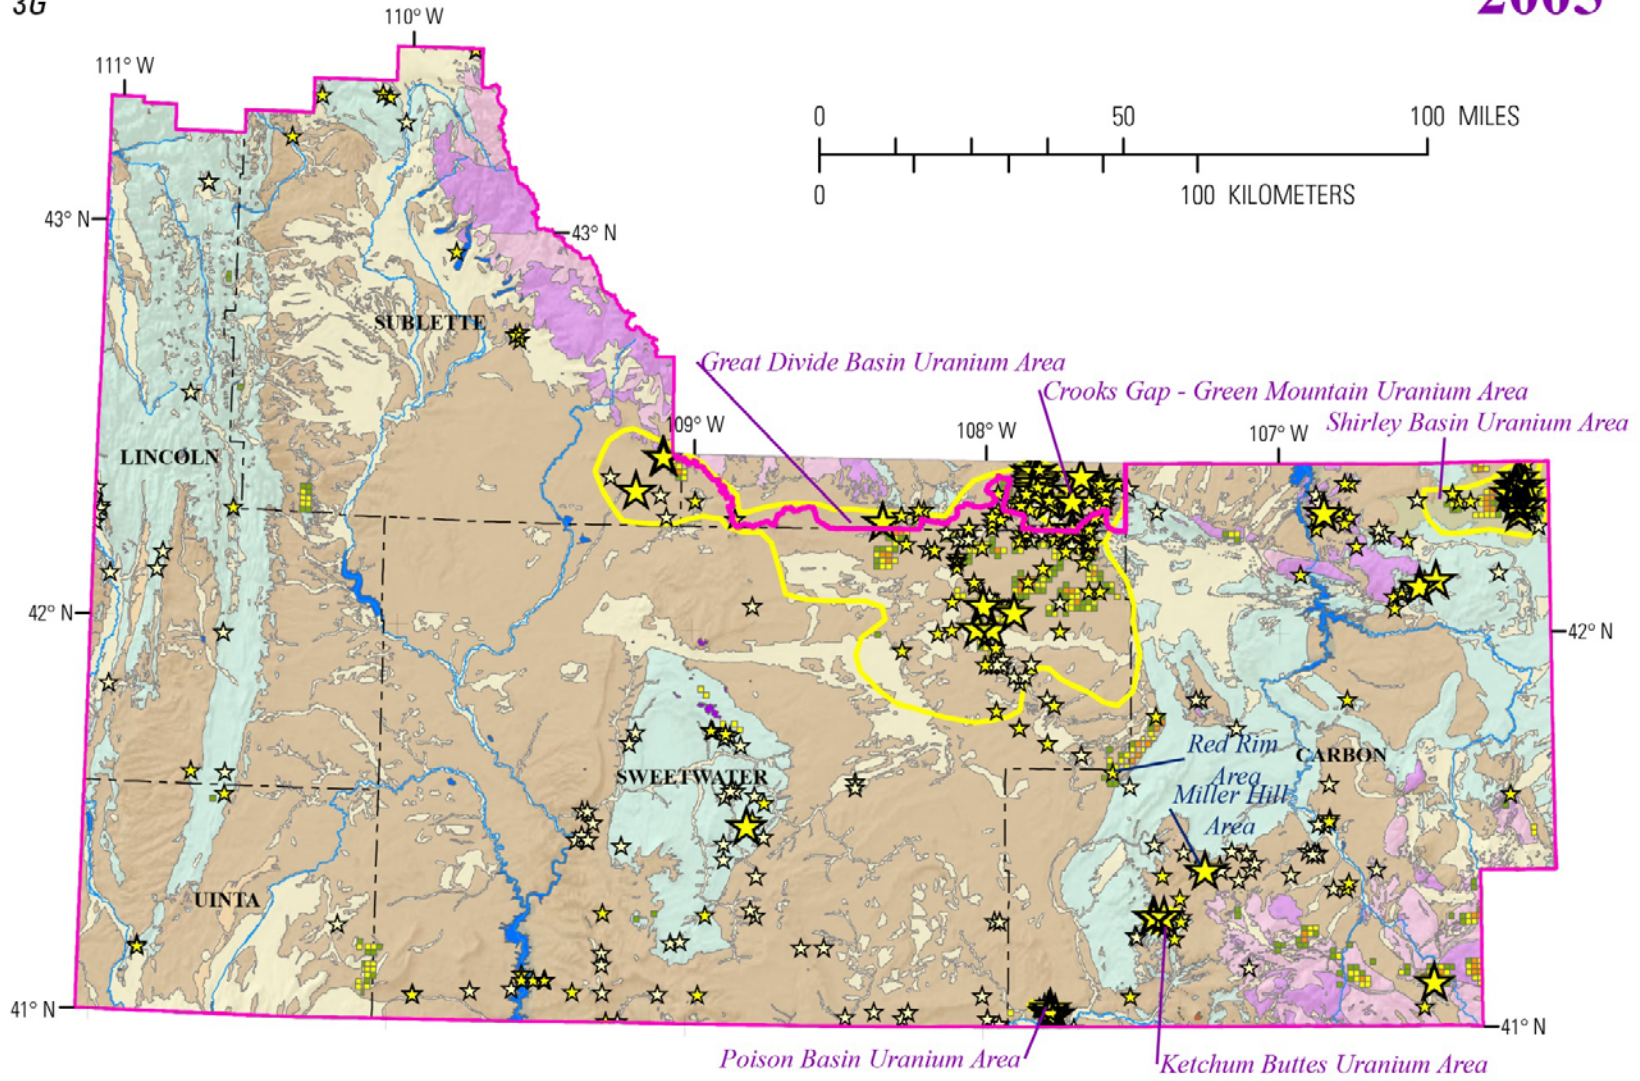 3G
2005
110° W
111° W
0 50 100 MILES
0 100 KILOMETERS
43° N
43° N
SUBLETTE
Great Divide Basin Uranium Area
Crooks Gap - Green Mountain Uranium Area
Shirley Basin Uranium Area
109° W
108° W
107° W
LINCOLN
42° N
42° N
Red Rim
Area
CARBON
SWEETWATER
Miller Hill
Area
UINTA
41° N
41° N
Poison Basin Uranium Area
Ketchum Buttes Uranium Area